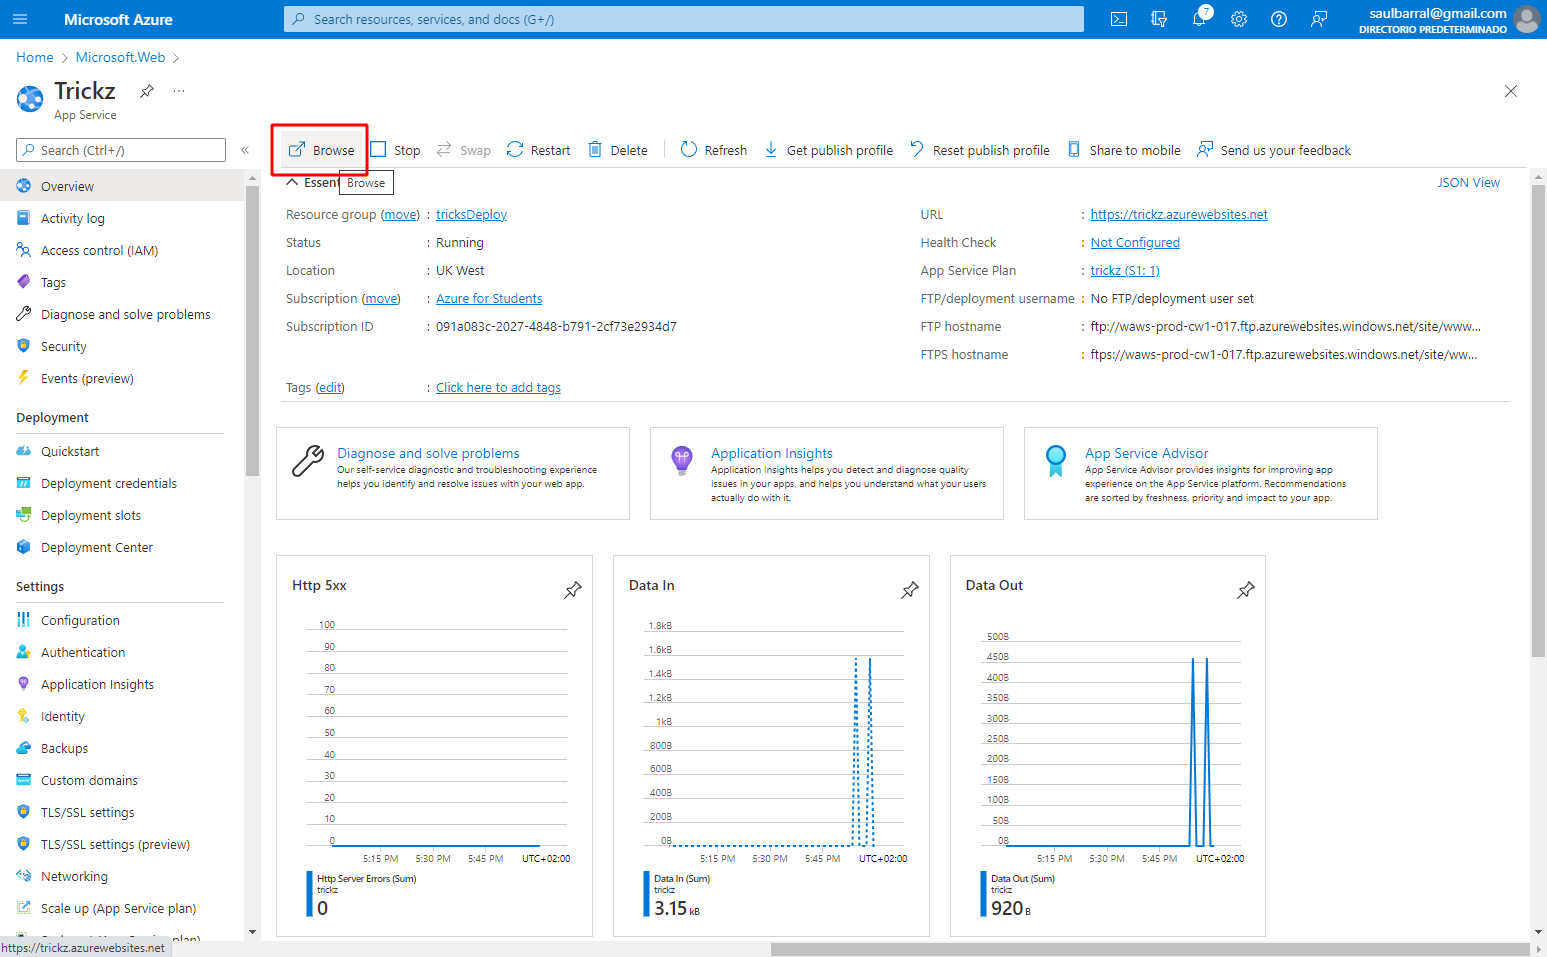 Microsoft Azure
Search resources, services, and docs (G+/)
7
saulbarral@gmail.com
DIRECTORIO PREDETERMINADO
Home > Microsoft.Web >
Trickz
...
App Service
Search (Ctrl+/)
«
Browse
Stop
Swap
Restart
Delete
Refresh
Get publish profile
Reset publish profile
Share to mobile
Send us your feedback
Browse
JSON View
Overview
Activity log
Access control (IAM)
Tags
Diagnose and solve problems
Security
Events (preview)
Deployment
Quickstart
Deployment credentials
Deployment slots
Deployment Center
Settings
Configuration
Authentication
Application Insights
Identity
Backups
Custom domains
TLS/SSL settings
TLS/SSL settings (preview)
Networking
Scale up (App Service plan)
https://trickz.azurewebsites.net
Resource group (move) : tricksDeploy
Status : Running
Location : UK West
Subscription (move) : Azure for Students
Subscription ID : 091a083c-2027-4848-b791-2cf73e2934d7
Tags (edit) : Click here to add tags
URL : https://trickz.azurewebsites.net
Health Check : Not Configured
App Service Plan : trickz (S1: 1)
FTP/deployment username : No FTP/deployment user set
FTP hostname : ftp://waws-prod-cw1-017.ftp.azurewebsites.windows.net/site/www...
FTPS hostname : ftps://waws-prod-cw1-017.ftp.azurewebsites.windows.net/site/ww...
Diagnose and solve problems
Our self-service diagnostic and troubleshooting experience
helps you identify and resolve issues with your web app.
Application Insights
Application Insights helps you detect and diagnose quality
issues in your apps, and helps you understand what your users
actually do with it.
App Service Advisor
App Service Advisor provides insights for improving app
experience on the App Service platform. Recommendations
are sorted by freshness, priority and impact to your app.
Http 5xx
100
90
80
70
60
50
40
30
20
10
0
5:15 PM 5:30 PM 5:45 PM UTC+02:00
Http Server Errors (Sum)
trickz
0
Data In
1.8kB
1.6kB
1.4kB
1.2kB
1kB
800B
600B
400B
200B
0B
5:15 PM 5:30 PM 5:45 PM UTC+02:00
Data In (Sum)
trickz
3.15 kB
Data Out
500B
450B
400B
350B
300B
250B
200B
150B
100B
50B
0B
5:15 PM 5:30 PM 5:45 PM UTC+02:00
Data Out (Sum)
trickz
920 B